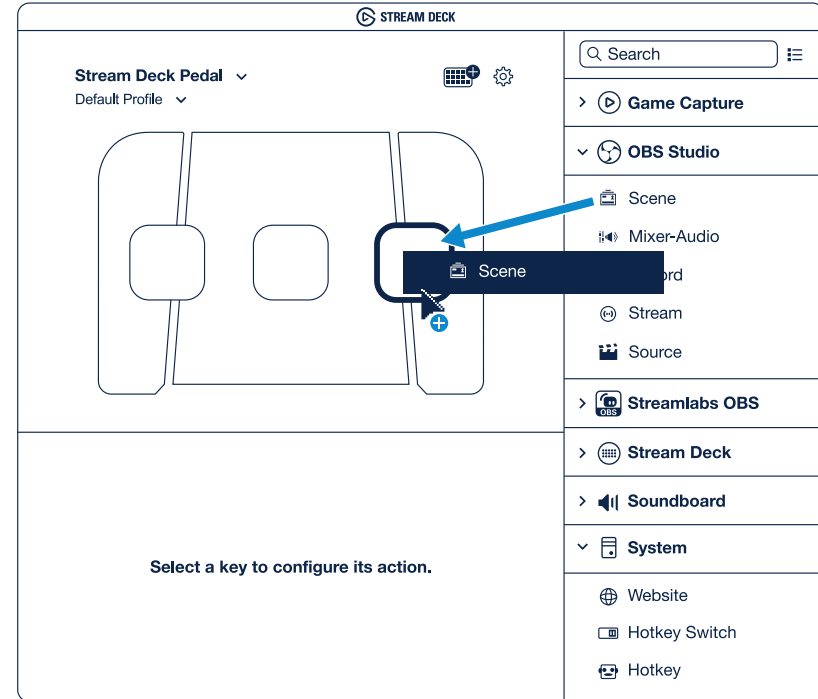 STREAM DECK
Stream Deck Pedal
Default Profile
Scene
Select a key to configure its action.
Search
Game Capture
OBS Studio
Scene
Mixer-Audio
Stream
Source
OBS
Streamlabs OBS
Stream Deck
Soundboard
System
Website
Hotkey Switch
Hotkey